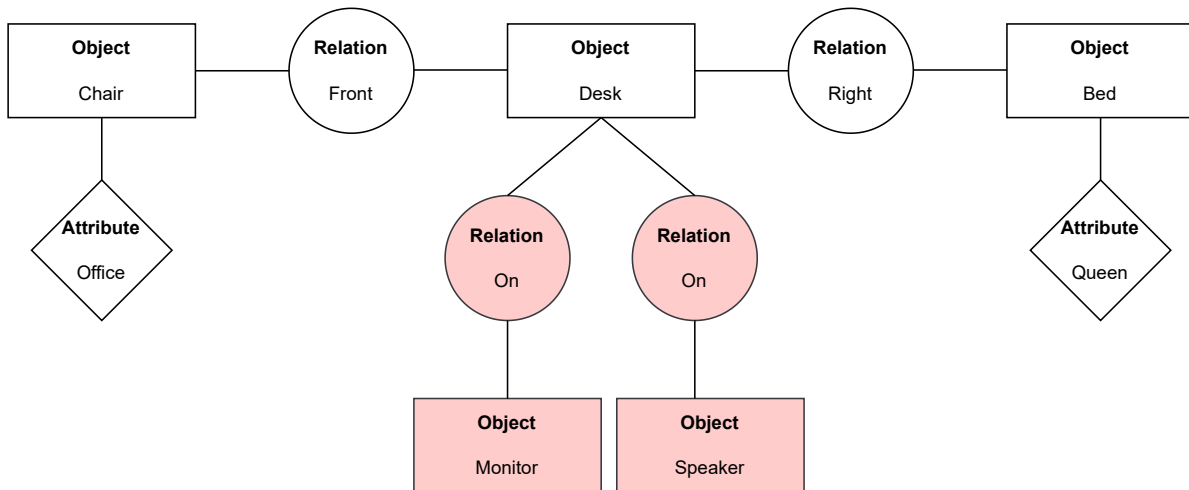 Object
Chair
Relation
Front
Object
Desk
Relation
Right
Object
Bed
Attribute
Office
Relation
On
Relation
On
Attribute
Queen
Object
Monitor
Object
Speaker